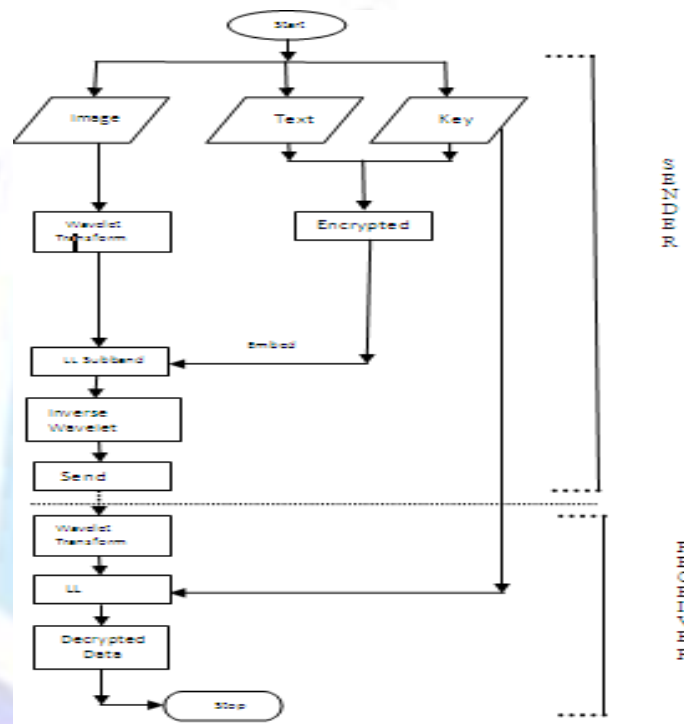 Start
Image
Text
Key
Wavelet
Transform
Encrypted
LL Subband
Embed
Inverse
Wavelet
Send
Wavelet
Transform
LL
Decrypted
Data
Stop
SENDER
RECEIVER